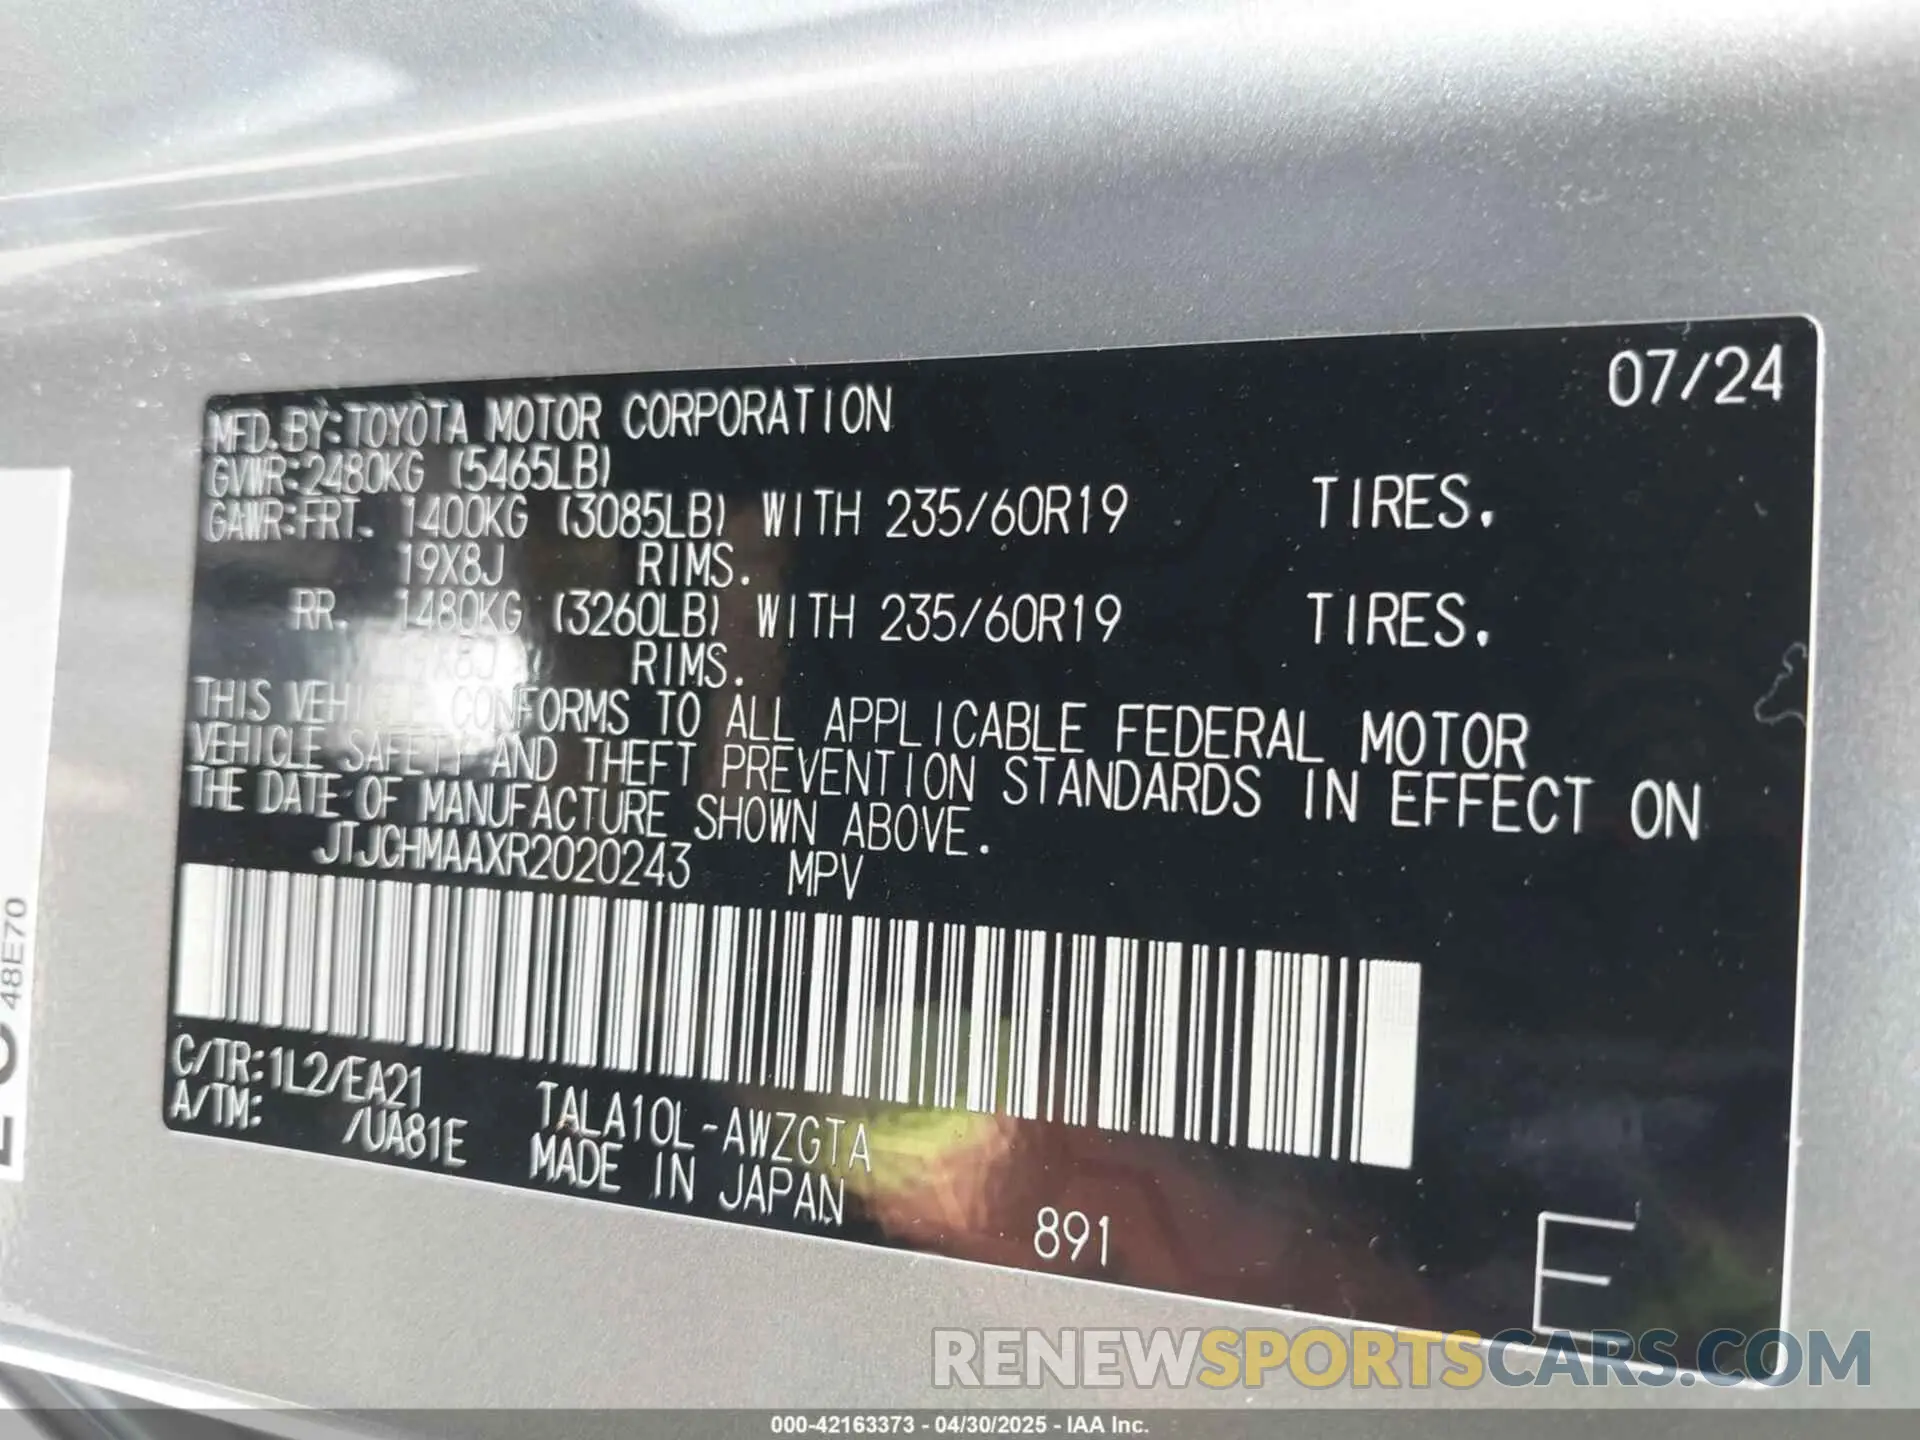 07/24
MFD.BY:TOYOTA MOTOR CORPORATION
GVWR:2480KG (5465LB)
GAWR:FRT. 1400KG (3085LB) WITH 235/60R19 TIRES.
19X8J RIMS.
RR. 1480KG (3260LB) WITH 235/60R19 TIRES.
19X8J RIMS.
THIS VEHICLE CONFORMS TO ALL APPLICABLE FEDERAL MOTOR
VEHICLE SAFETY AND THEFT PREVENTION STANDARDS IN EFFECT ON
THE DATE OF MANUFACTURE SHOWN ABOVE.
JTJCHMAAXR2020243 MPV
C/TR:1L2/EA21 TALA10L-AWZGTA
A/TM: /UA81E MADE IN JAPAN
891
E
48E70
RENEWSPORTSCARS.COM
000-42163373 - 04/30/2025 - IAA Inc.